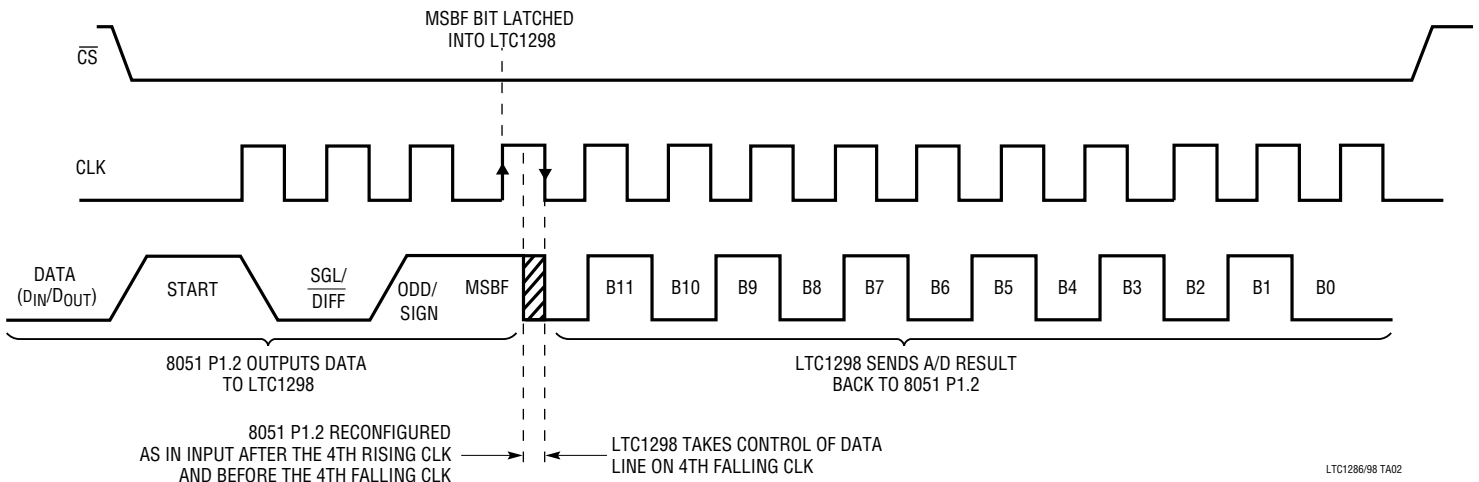 MSBF BIT LATCHED
INTO LTC1298
CS
CLK
DATA
(DIN/DOUT)
START
SGL/
DIFF
ODD/
SIGN
MSBF
B11
B10
B9
B8
B7
B6
B5
B4
B3
B2
B1
B0
8051 P1.2 OUTPUTS DATA
TO LTC1298
LTC1298 SENDS A/D RESULT
BACK TO 8051 P1.2
8051 P1.2 RECONFIGURED
AS IN INPUT AFTER THE 4TH RISING CLK
AND BEFORE THE 4TH FALLING CLK
LTC1298 TAKES CONTROL OF DATA
LINE ON 4TH FALLING CLK
LTC1286/98 TA02